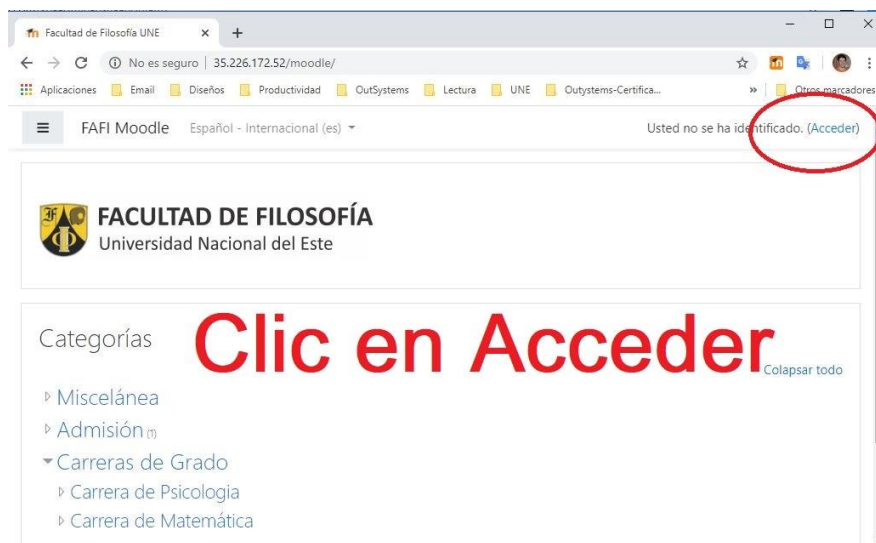 Facultad de Filosofía UNE
No es seguro | 35.226.172.52/moodle/
Aplicaciones Email Diseños Productividad OutSystems Lectura UNE Outystems-Certifica... » Otros marcadores
FAFI Moodle Español - Internacional (es) Usted no se ha identificado. (Acceder)
FACULTAD DE FILOSOFÍA
Universidad Nacional del Este
Categorías
Clic en Acceder
Colapsar todo
Miscelánea
Admisión (1)
Carreras de Grado
Carrera de Psicologia
Carrera de Matemática